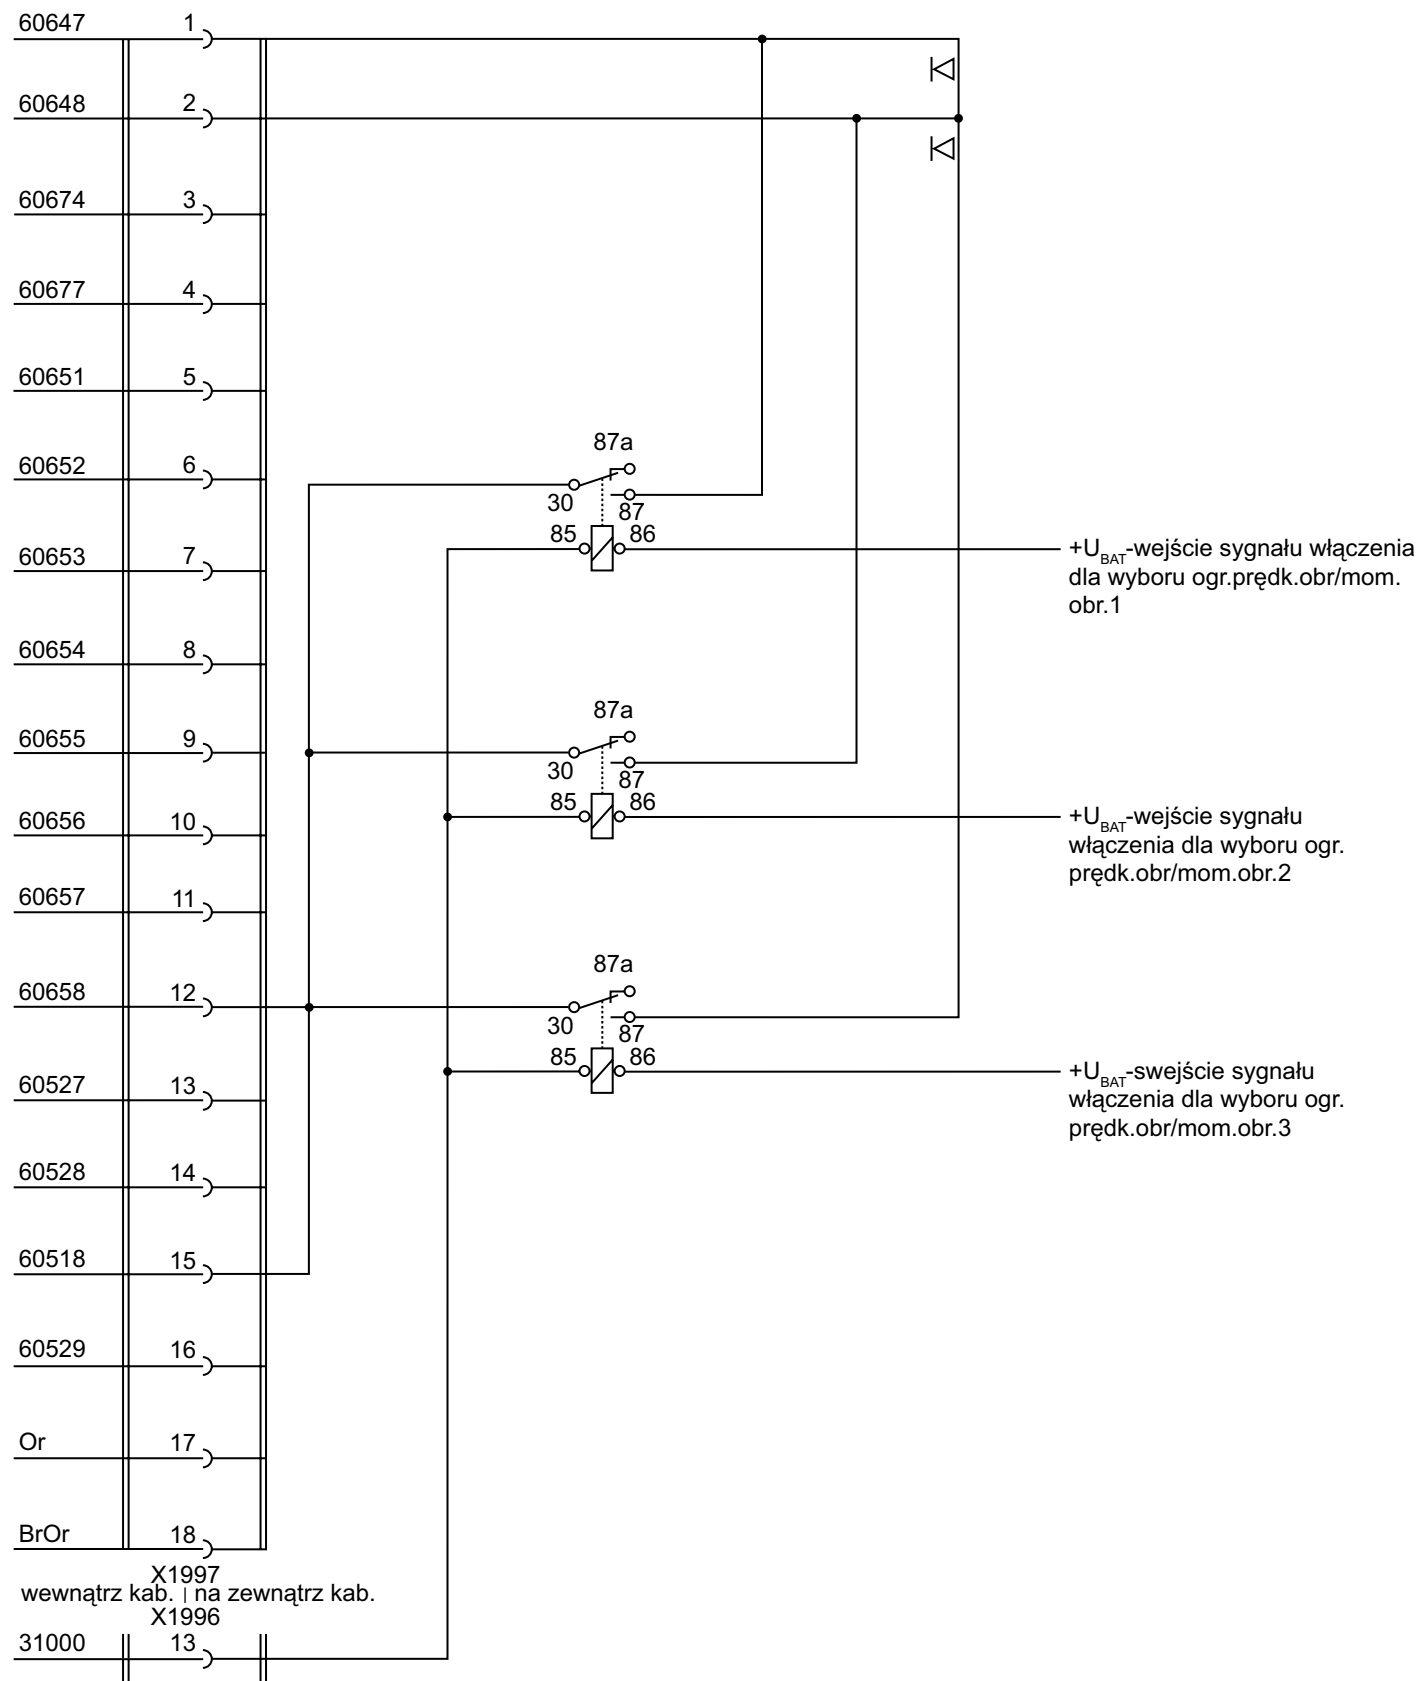 60647 1
60648 2
60674 3
60677 4
60651 5
87a
60652 6
30
87
60653 7
85 86
+UBAT-wejście sygnału włączenia
dla wyboru ogr.prędk.obr/mom.
obr.1
60654 8
87a
60655 9
30
87
60656 10
85 86
+UBAT-wejście sygnału
włączenia dla wyboru ogr.
prędk.obr/mom.obr.2
60657 11
87a
60658 12
30
87
60527 13
85 86
+UBAT-swejście sygnału
włączenia dla wyboru ogr.
prędk.obr/mom.obr.3
60528 14
60518 15
60529 16
Or 17
BrOr 18
X1997
wewnątrz kab. | na zewnątrz kab.
X1996
31000 13